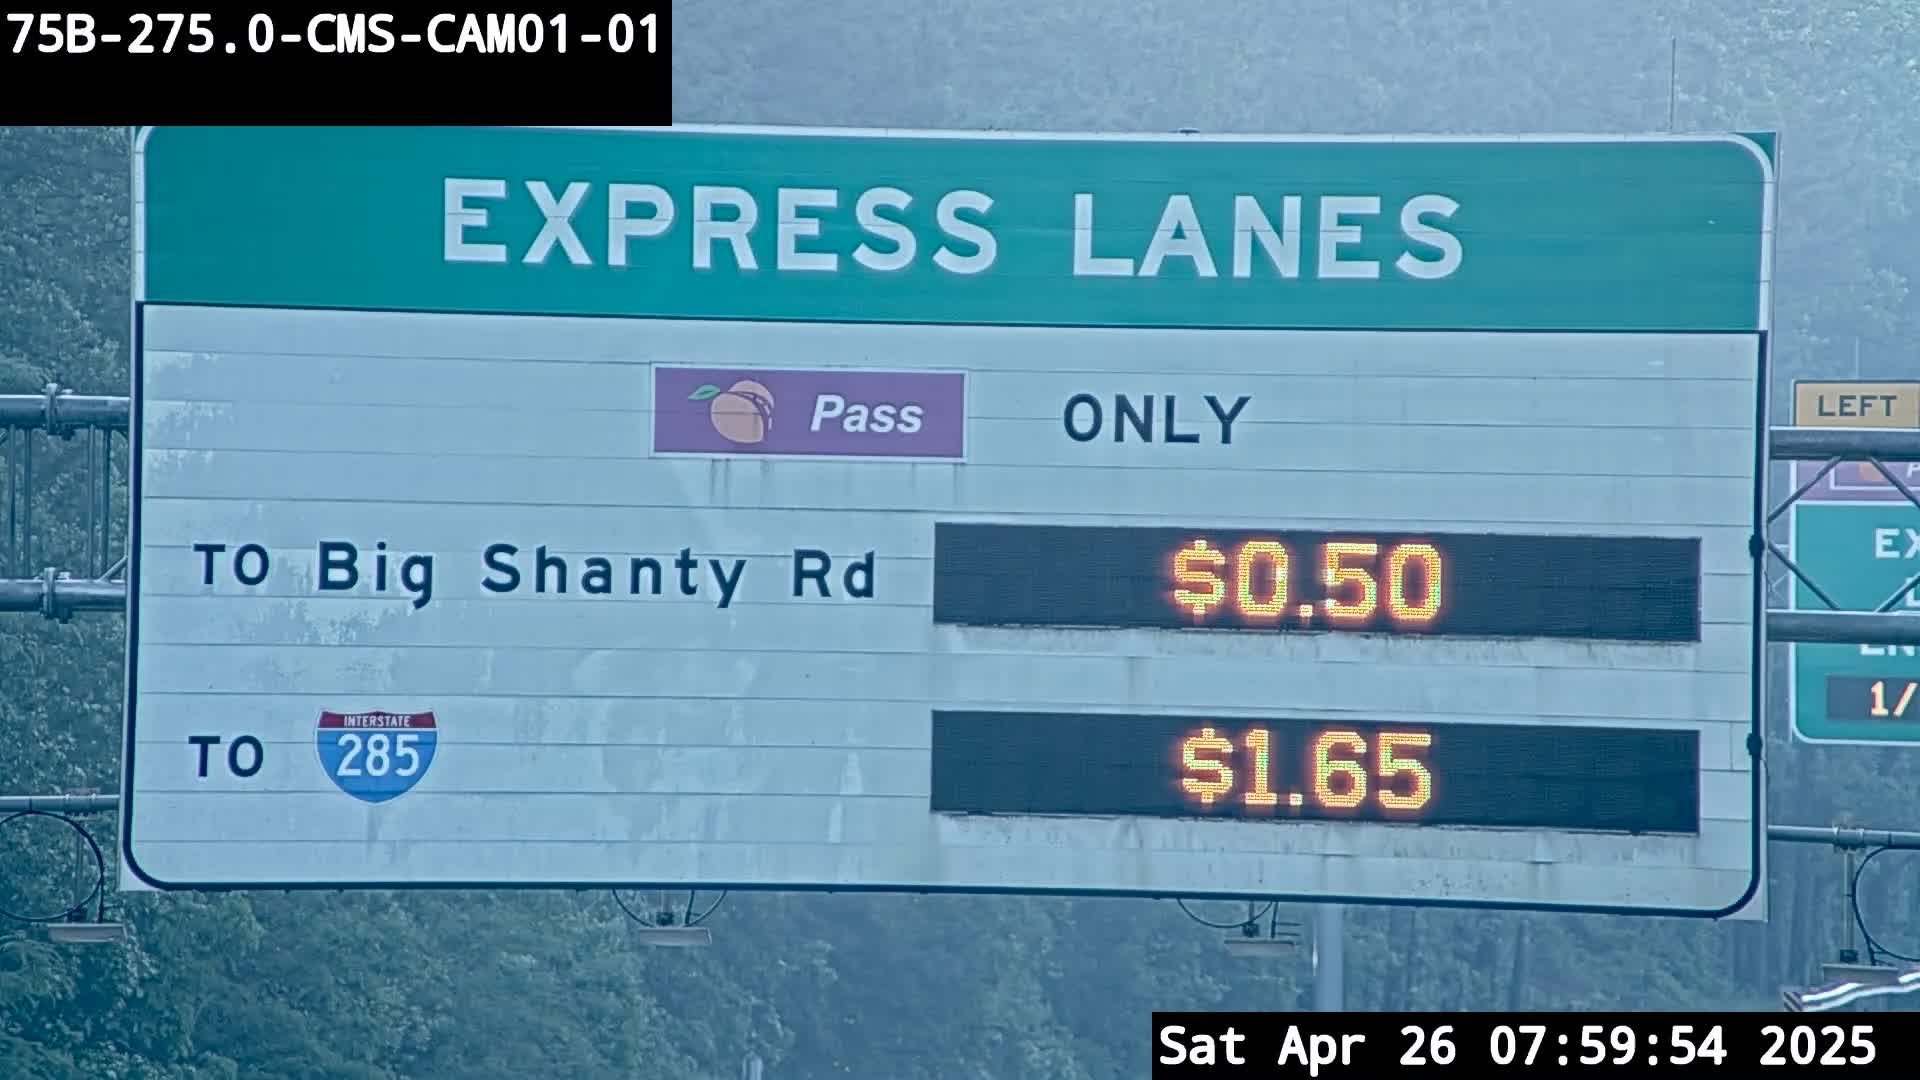 75B-275.0-CMS-CAM01-01
EXPRESS LANES
Pass ONLY
TO Big Shanty Rd $0.50
TO INTERSTATE 285 $1.65
LEFT
1/
Sat Apr 26 07:59:54 2025